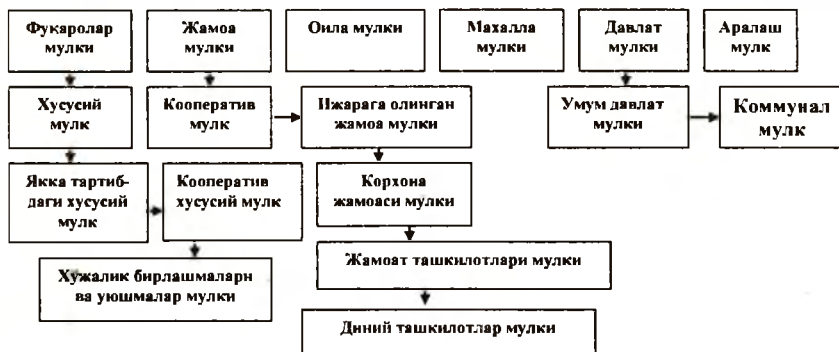 Фуқаролар
мулки
Жамоа
мулки
Оила мулки
Махалла
мулки
Давлат
мулки
Аралаш
мулк
Хусусий
мулк
Кооператив
мулк
Ижарага олинган
жамоа мулки
Умум давлат
мулки
Коммунал
мулк
Якка тартиб-
даги хусусий
мулк
Кооператив
хусусий мулк
Корхона
жамоаси мулки
Хужалик бирлашмаларн
ва уюшмалар мулки
Жамоат ташкилотлари мулки
Диний ташкилотлар мулки